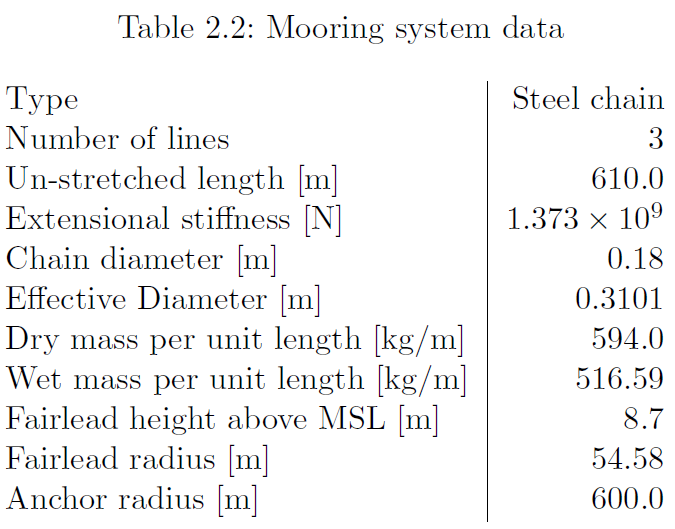 Table 2.2: Mooring system data
Type Steel chain
Number of lines 3
Un-stretched length [m] 610.0
Extensional stiffness [N] 1.373 × 10⁹
Chain diameter [m] 0.18
Effective Diameter [m] 0.3101
Dry mass per unit length [kg/m] 594.0
Wet mass per unit length [kg/m] 516.59
Fairlead height above MSL [m] 8.7
Fairlead radius [m] 54.58
Anchor radius [m] 600.0